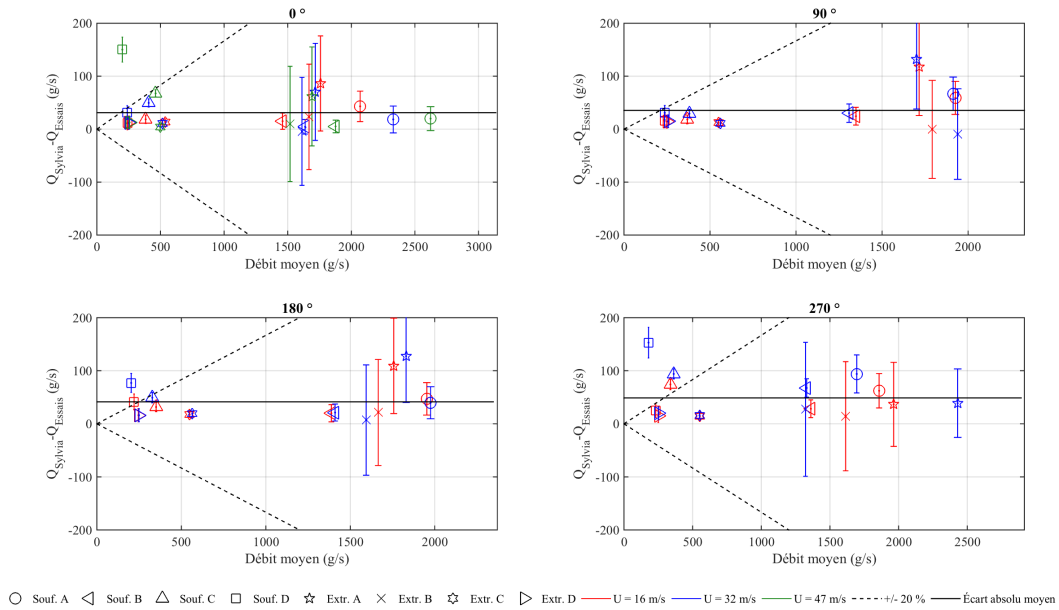 0 °
200
100
0
-100
-200
Q_Sylvia-Q_Essais (g/s)
0 500 1000 1500 2000 2500 3000
Débit moyen (g/s)
90 °
200
100
0
-100
-200
Q_Sylvia-Q_Essais (g/s)
0 500 1000 1500 2000
Débit moyen (g/s)
180 °
200
100
0
-100
-200
Q_Sylvia-Q_Essais (g/s)
0 500 1000 1500 2000
Débit moyen (g/s)
270 °
200
100
0
-100
-200
Q_Sylvia-Q_Essais (g/s)
0 500 1000 1500 2000 2500
Débit moyen (g/s)
Souf. A Souf. B Souf. C Souf. D Extr. A Extr. B Extr. C Extr. D U = 16 m/s U = 32 m/s U = 47 m/s +/- 20 % Écart absolu moyen